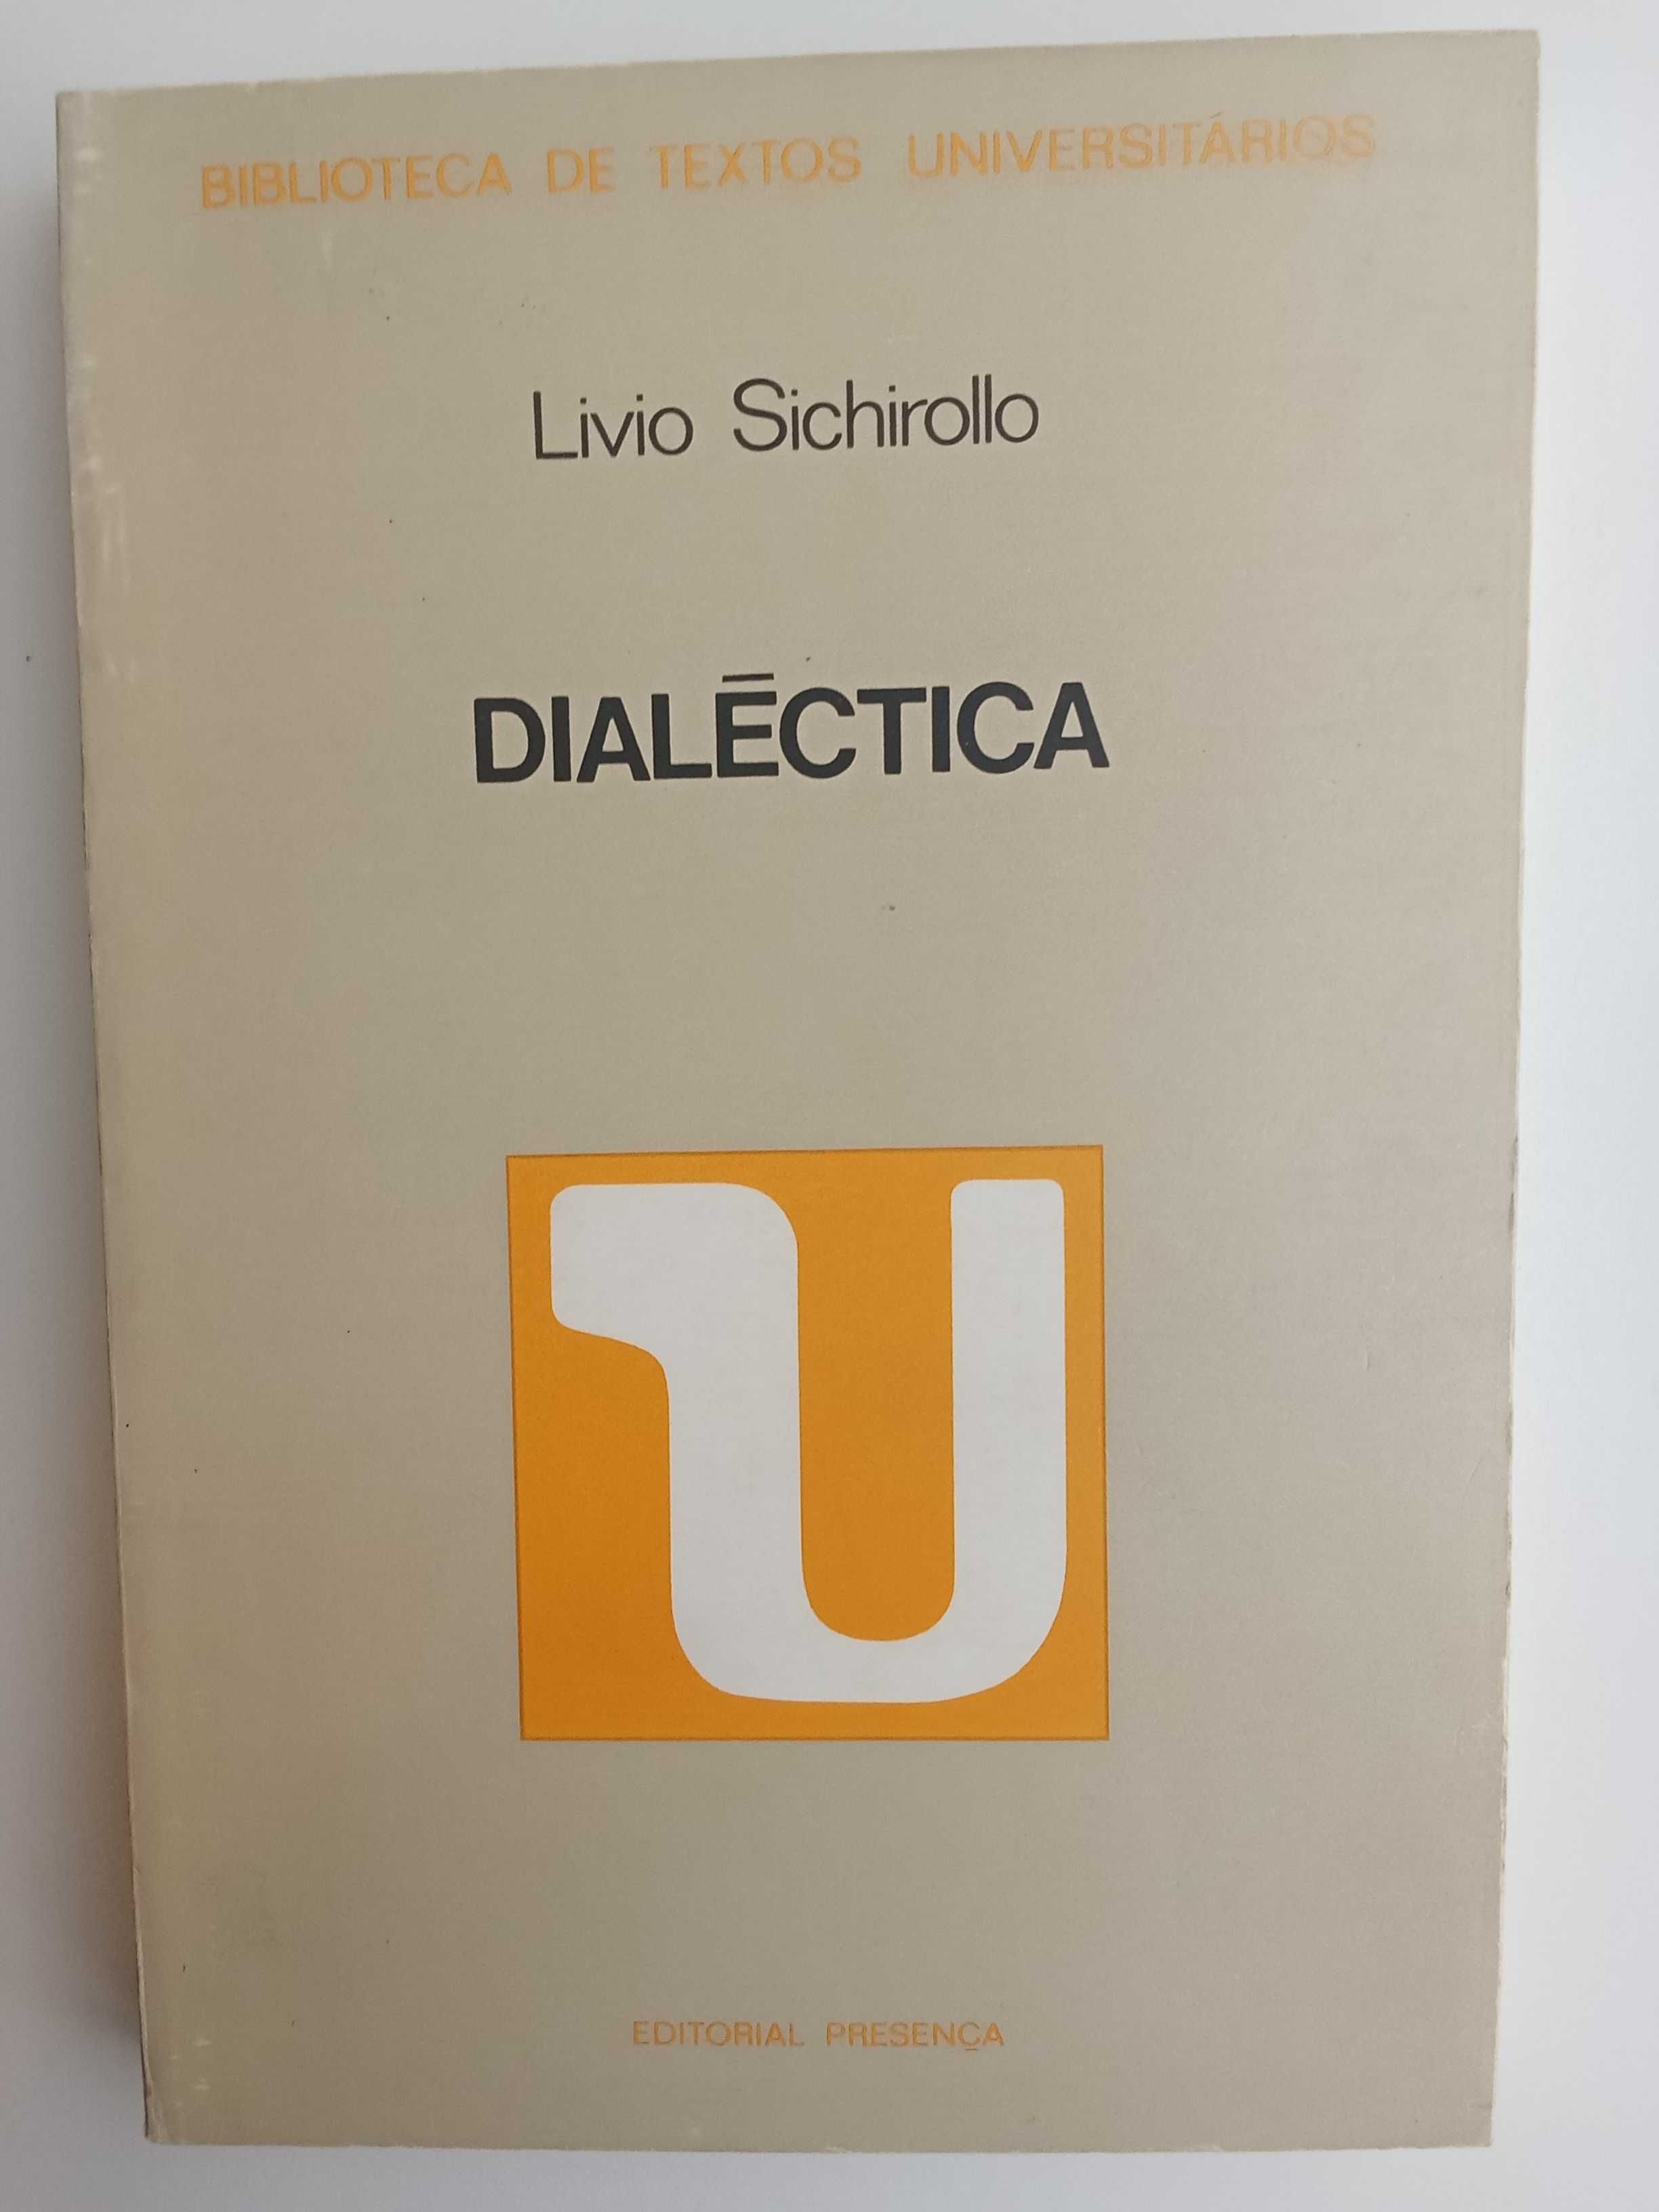 BIBLIOTECA DE TEXTOS UNIVERSITÁRIOS
Livio Sichirollo
DIALĒCTICA
U
EDITORIAL PRESENÇA